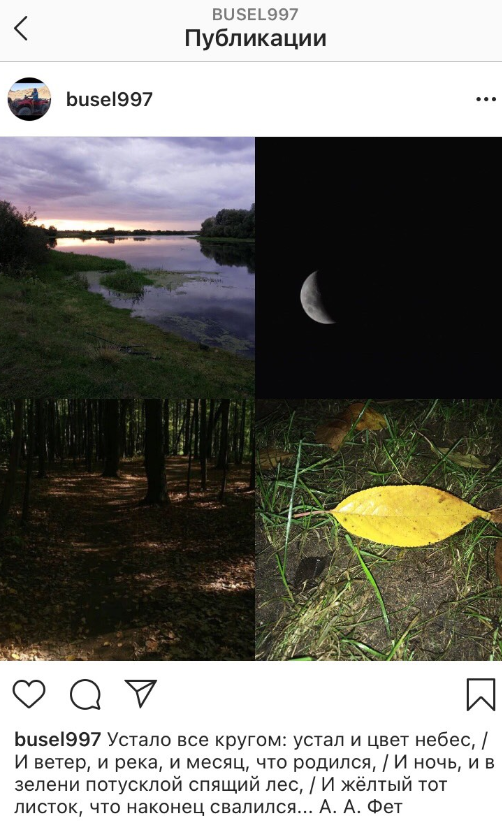 BUSEL997
Публикации
busel997
busel997 Устало все кругом: устал и цвет небес, /
И ветер, и река, и месяц, что родился, / И ночь, и в
зелени потусклой спящий лес, / И жёлтый тот
листок, что наконец свалился... А. А. Фет